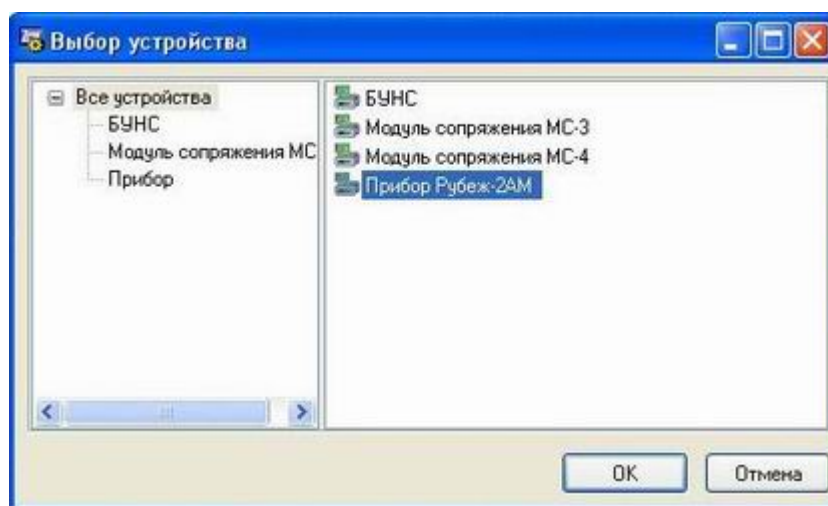 Выбор устройства
Все устройства
БУНС
Модуль сопряжения МС
Прибор
БУНС
Модуль сопряжения МС-3
Модуль сопряжения МС-4
Прибор Рубеж-2АМ
OK
Отмена